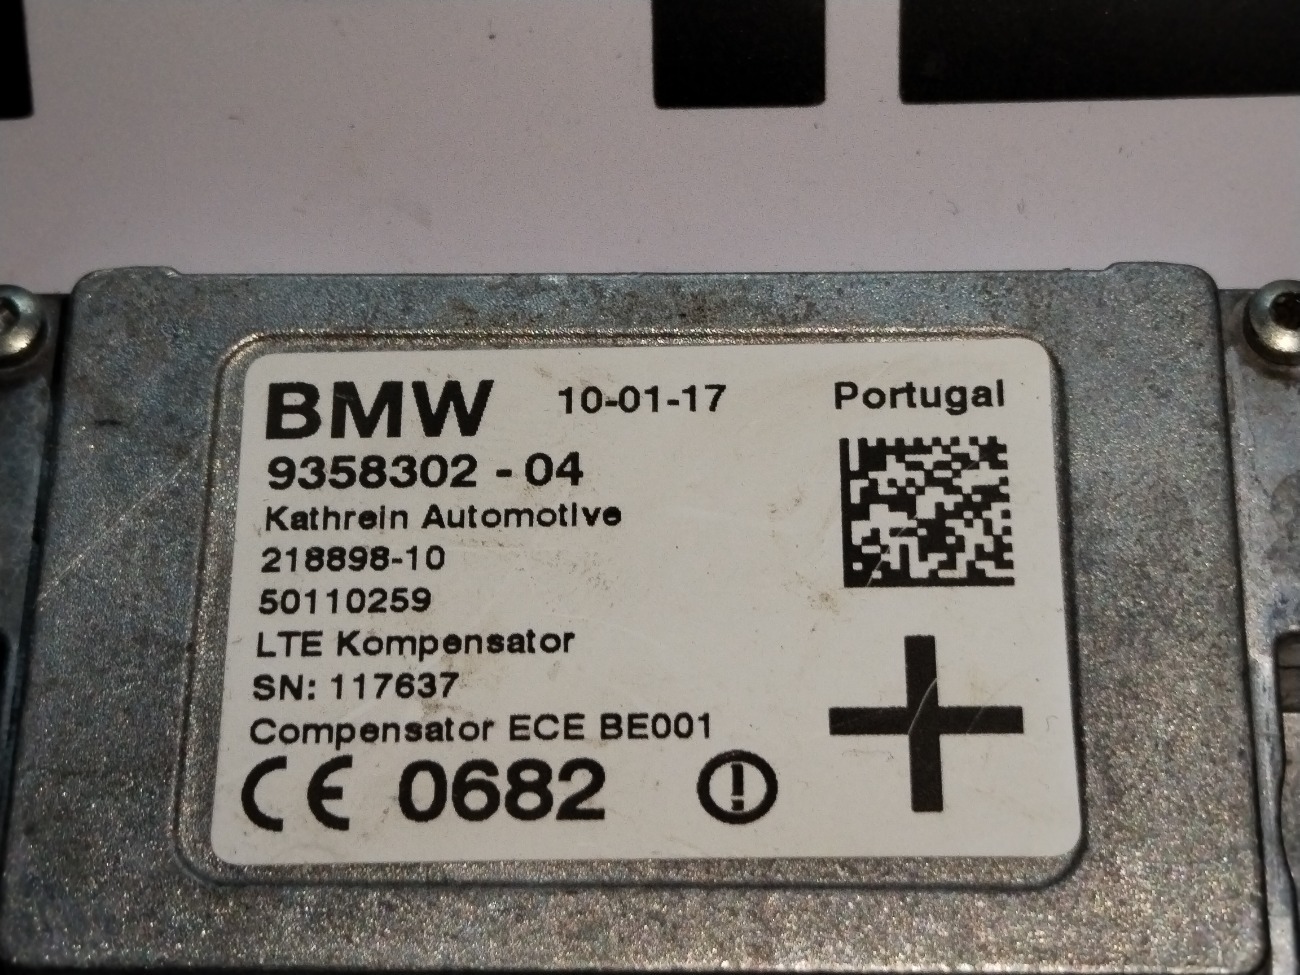 BMW 10-01-17 Portugal
9358302 - 04
Kathrein Automotive
218898-10
50110259
LTE Kompensator
SN: 117637
Compensator ECE BE001
CE 0682